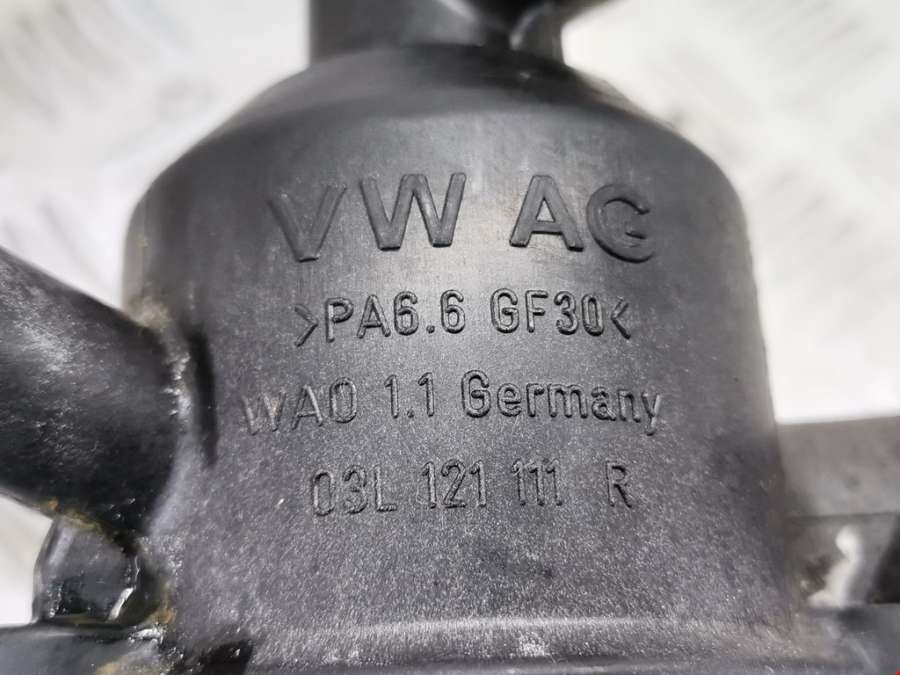 VW AG
>PA6.6 GF30<
WAO 1.1 Germany
03L 121 111 R